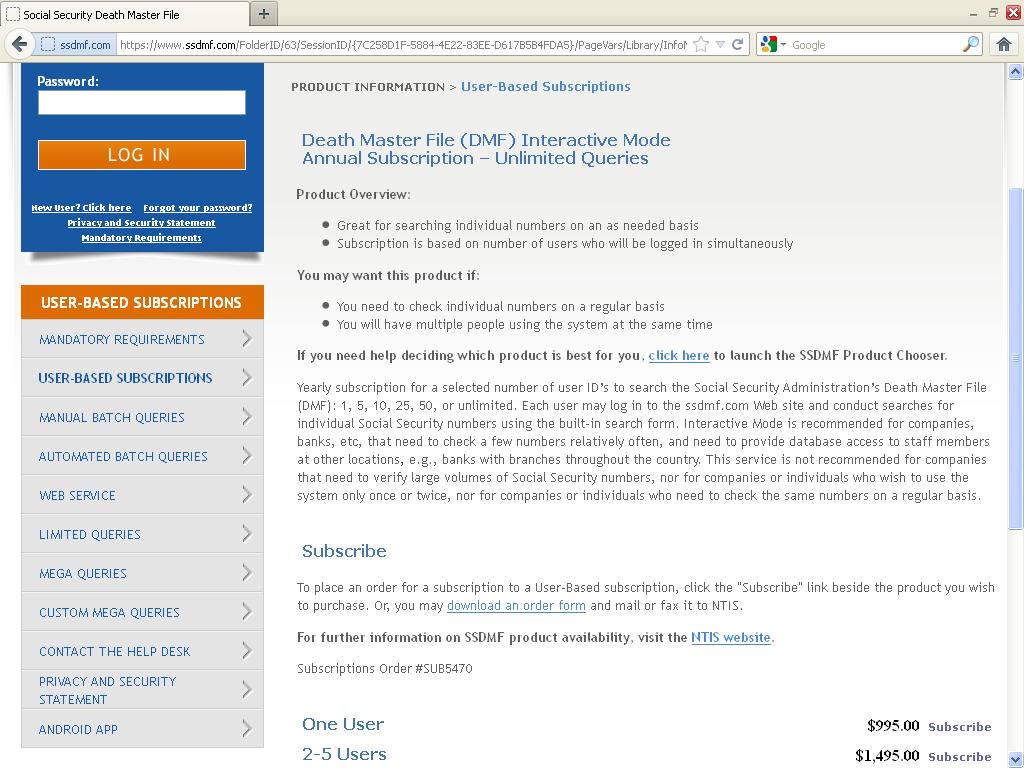 Social Security Death Master File
ssdmf.com
https://www.ssdmf.com/FolderID/63/SessionID/{7C258D1F-5884-4E22-83EE-D617B5B4FDA5}/PageVars/Library/InfoM
Google
Password:
LOG IN
New User? Click here Forgot your password?
Privacy and Security Statement
Mandatory Requirements
USER-BASED SUBSCRIPTIONS
MANDATORY REQUIREMENTS
USER-BASED SUBSCRIPTIONS
MANUAL BATCH QUERIES
AUTOMATED BATCH QUERIES
WEB SERVICE
LIMITED QUERIES
MEGA QUERIES
CUSTOM MEGA QUERIES
CONTACT THE HELP DESK
PRIVACY AND SECURITY
STATEMENT
ANDROID APP
PRODUCT INFORMATION > User-Based Subscriptions
Death Master File (DMF) Interactive Mode
Annual Subscription – Unlimited Queries
Product Overview:
Great for searching individual numbers on an as needed basis
Subscription is based on number of users who will be logged in simultaneously
You may want this product if:
You need to check individual numbers on a regular basis
You will have multiple people using the system at the same time
If you need help deciding which product is best for you, click here to launch the SSDMF Product Chooser.
Yearly subscription for a selected number of user ID's to search the Social Security Administration's Death Master File
(DMF): 1, 5, 10, 25, 50, or unlimited. Each user may log in to the ssdmf.com Web site and conduct searches for
individual Social Security numbers using the built-in search form. Interactive Mode is recommended for companies,
banks, etc, that need to check a few numbers relatively often, and need to provide database access to staff members
at other locations, e.g., banks with branches throughout the country. This service is not recommended for companies
that need to verify large volumes of Social Security numbers, nor for companies or individuals who wish to use the
system only once or twice, nor for companies or individuals who need to check the same numbers on a regular basis.
Subscribe
To place an order for a subscription to a User-Based subscription, click the "Subscribe" link beside the product you wish
to purchase. Or, you may download an order form and mail or fax it to NTIS.
For further information on SSDMF product availability, visit the NTIS website.
Subscriptions Order #SUB5470
One User $995.00 Subscribe
2-5 Users $1,495.00 Subscribe